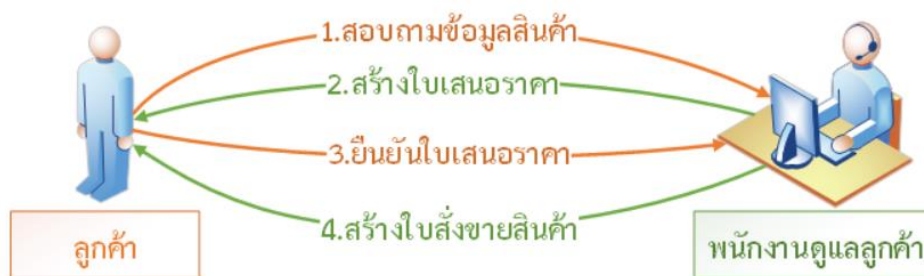 1.สอบถามข้อมูลสินค้า
2.สร้างใบเสนอราคา
3.ยืนยันใบเสนอราคา
4.สร้างใบสั่งขายสินค้า
ลูกค้า
พนักงานดูแลลูกค้า